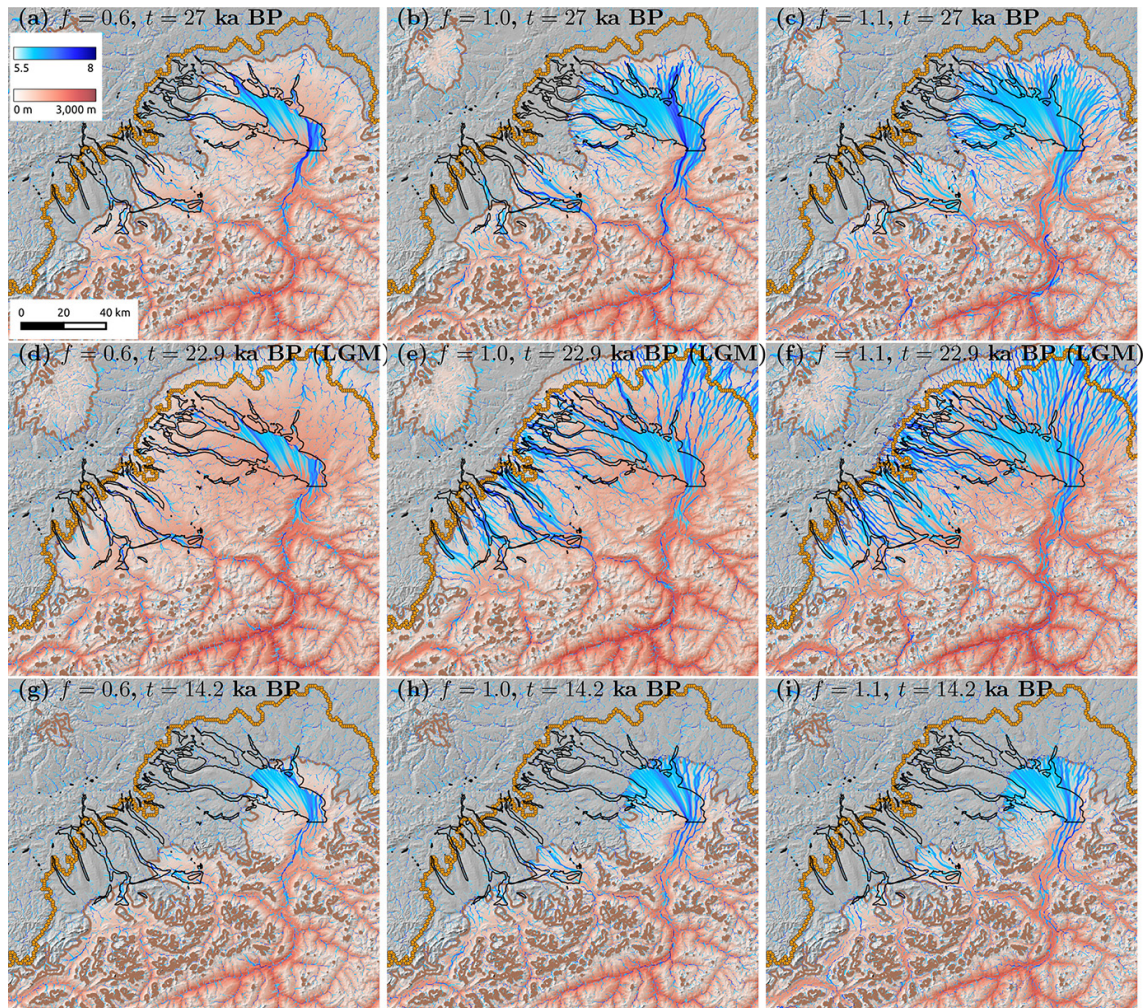 (a) f = 0.6, t = 27 ka BP
(b) f = 1.0, t = 27 ka BP
(c) f = 1.1, t = 27 ka BP
5.5 8
0 m 3,000 m
0 20 40 km
(d) f = 0.6, t = 22.9 ka BP (LGM)
(e) f = 1.0, t = 22.9 ka BP (LGM)
(f) f = 1.1, t = 22.9 ka BP (LGM)
(g) f = 0.6, t = 14.2 ka BP
(h) f = 1.0, t = 14.2 ka BP
(i) f = 1.1, t = 14.2 ka BP